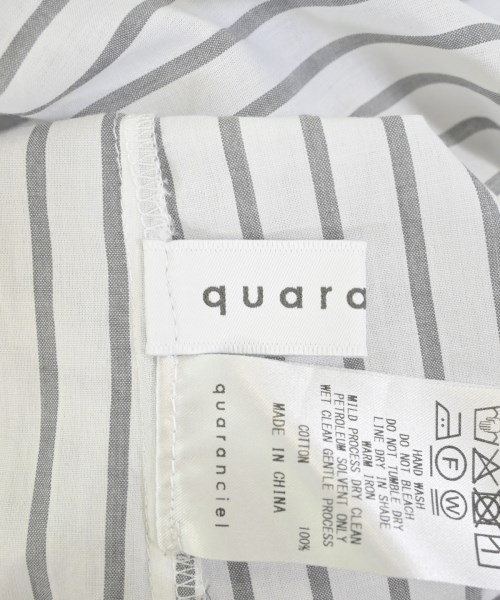 quara
quaranciel
MADE IN CHINA
COTTON 100%
HAND WASH
DO NOT BLEACH
DO NOT TUMBLE DRY
LINE DRY IN SHADE
WARM IRON
MILD PROCESS DRY CLEAN
PETROLEUM SOLVENT ONLY
WET CLEAN GENTLE PROCESS
F
W